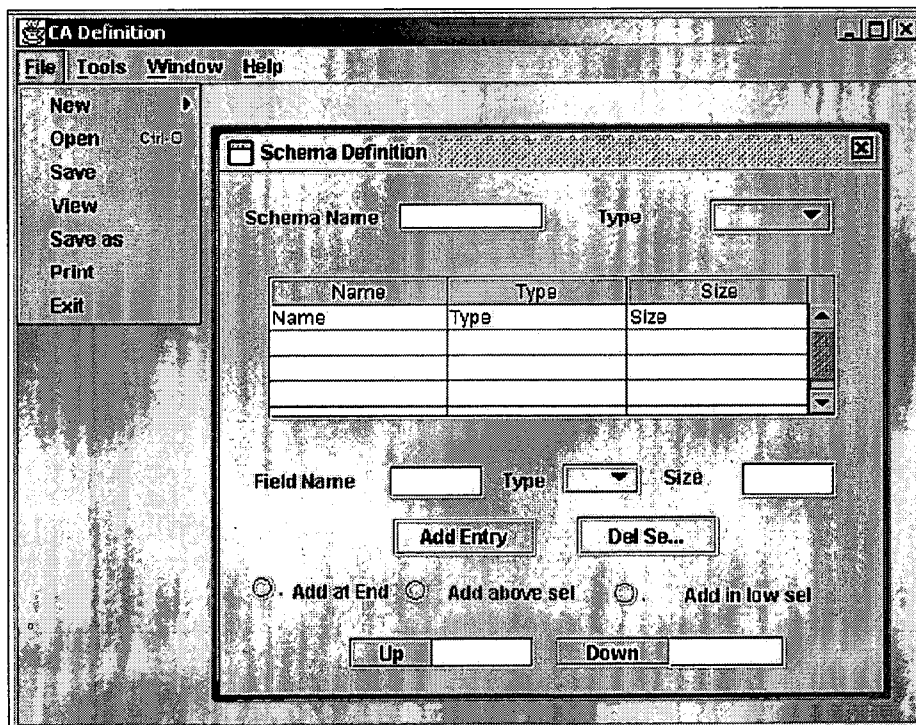 CA Definition
File Tools Window Help
New
Open Ctrl-O
Save
View
Save as
Print
Exit
Schema Definition
Schema Name Type
Name Type Size
Name Type Size
Field Name Type Size
Add Entry Del Se...
Add at End Add above sel Add in low sel
Up Down